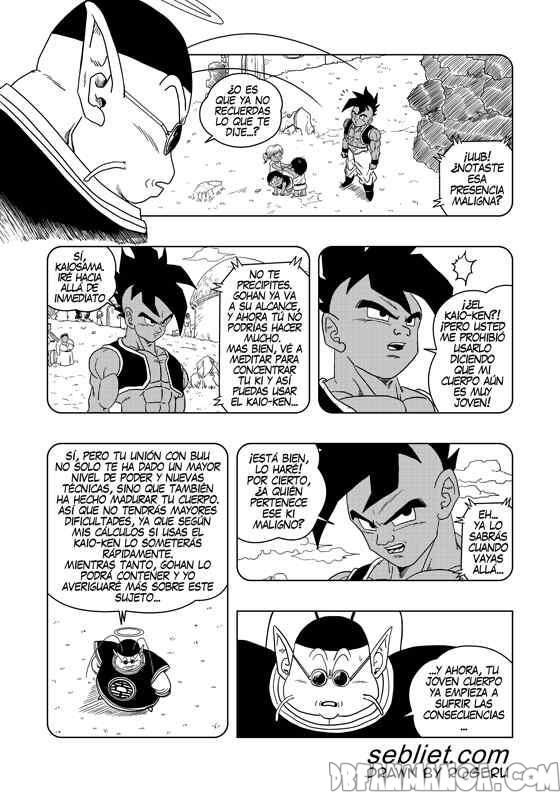 ¿O ES
QUE YA NO
RECUERDAS
LO QUE TE
DIJE...?
¡UUB!
¿NOTASTE
ESA
PRESENCIA
MALIGNA?
SÍ,
KAIOSAMA.
IRÉ HACIA
ALLÁ DE
INMEDIATO
NO TE
PRECIPITES.
GOHAN YA VA
A SU ALCANCE,
Y AHORA TÚ NO
PODRÍAS HACER
MUCHO.
MAS BIEN, VÉ A
MEDITAR PARA
CONCENTRAR
TU KI Y ASÍ
PUEDAS USAR
EL KAIO-KEN...
¿¡EL
KAIO-KEN?!
¡PERO USTED
ME PROHIBIÓ
USARLO
DICIENDO QUE
MI CUERPO AÚN
ES MUY
JOVEN!
SÍ, PERO TU UNIÓN CON BUU
NO SOLO TE HA DADO UN MAYOR
NIVEL DE PODER Y NUEVAS
TÉCNICAS, SINO QUE TAMBIÉN
HA HECHO MADURAR TU CUERPO.
ASÍ QUE NO TENDRÁS MAYORES
DIFICULTADES, YA QUE SEGÚN
MIS CÁLCULOS SI USAS EL
KAIO-KEN LO SOMETERÁS
RÁPIDAMENTE.
MIENTRAS TANTO, GOHAN LO
PODRÁ CONTENER Y YO
AVERIGUARÉ MÁS SOBRE ESTE
SUJETO...
¡ESTÁ BIEN,
LO HARÉ!
POR CIERTO,
¿A QUIÉN
PERTENECE
ESE KI
MALIGNO?
EH...
YA LO
SABRÁS
CUANDO
VAYAS
ALLÁ...
...Y AHORA, TU
JOVEN CUERPO
YA EMPIEZA A
SUFRIR LAS
CONSECUENCIAS
...
sebliet.com
DRAWN BY ROGERU
DBFANMANGA.COM